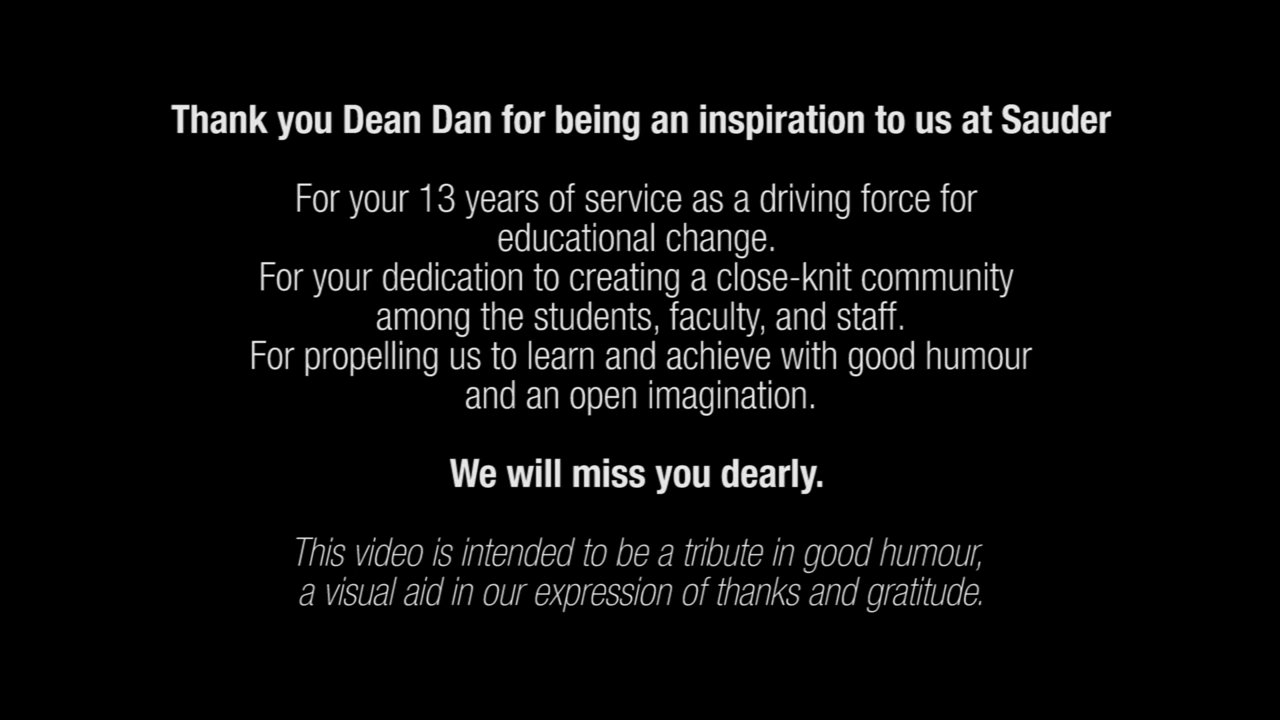 Thank you Dean Dan for being an inspiration to us at Sauder
For your 13 years of service as a driving force for
educational change.
For your dedication to creating a close-knit community
among the students, faculty, and staff.
For propelling us to learn and achieve with good humour
and an open imagination.
We will miss you dearly.
This video is intended to be a tribute in good humour,
a visual aid in our expression of thanks and gratitude.